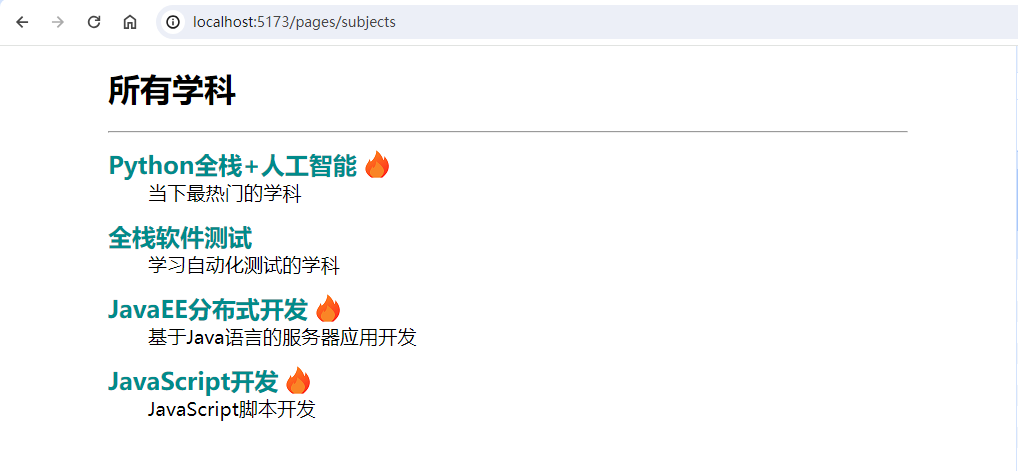 localhost:5173/pages/subjects
所有学科
Python全栈+人工智能
当下最热门的学科
全栈软件测试
学习自动化测试的学科
JavaEE分布式开发
基于Java语言的服务器应用开发
JavaScript开发
JavaScript脚本开发